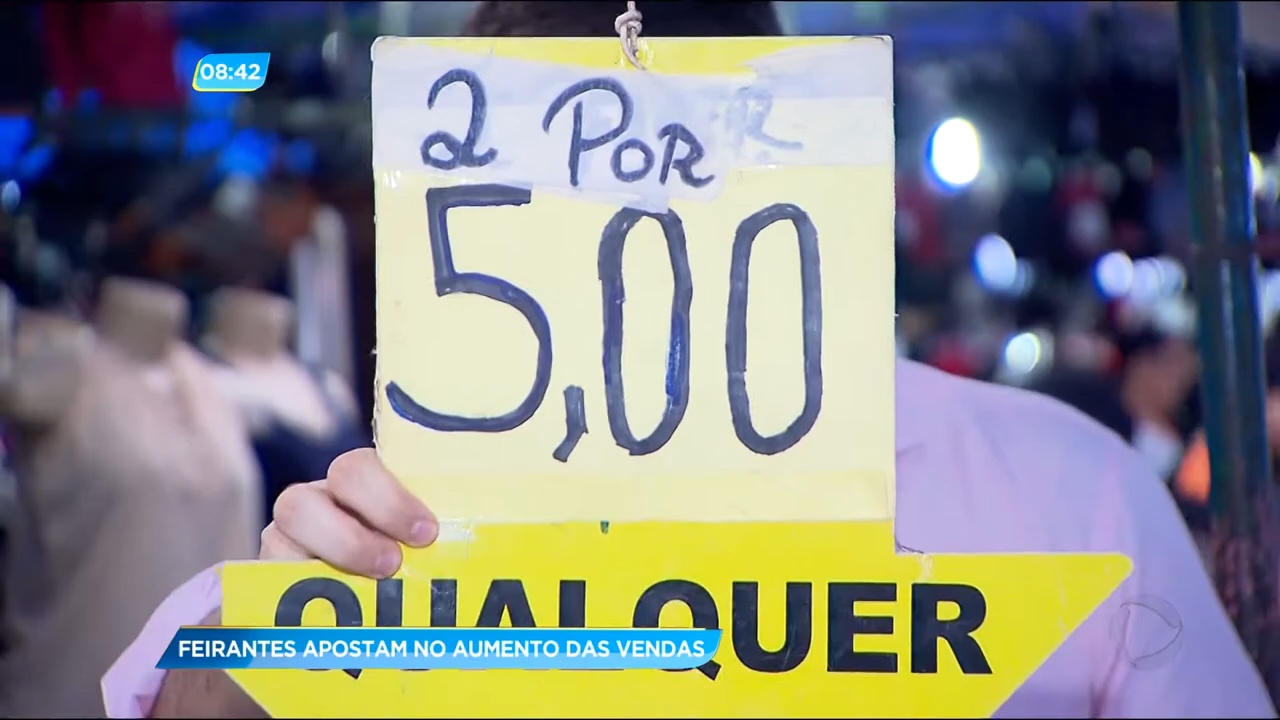 08:42
2 POR
5,00
QUALQUER
FEIRANTES APOSTAM NO AUMENTO DAS VENDAS